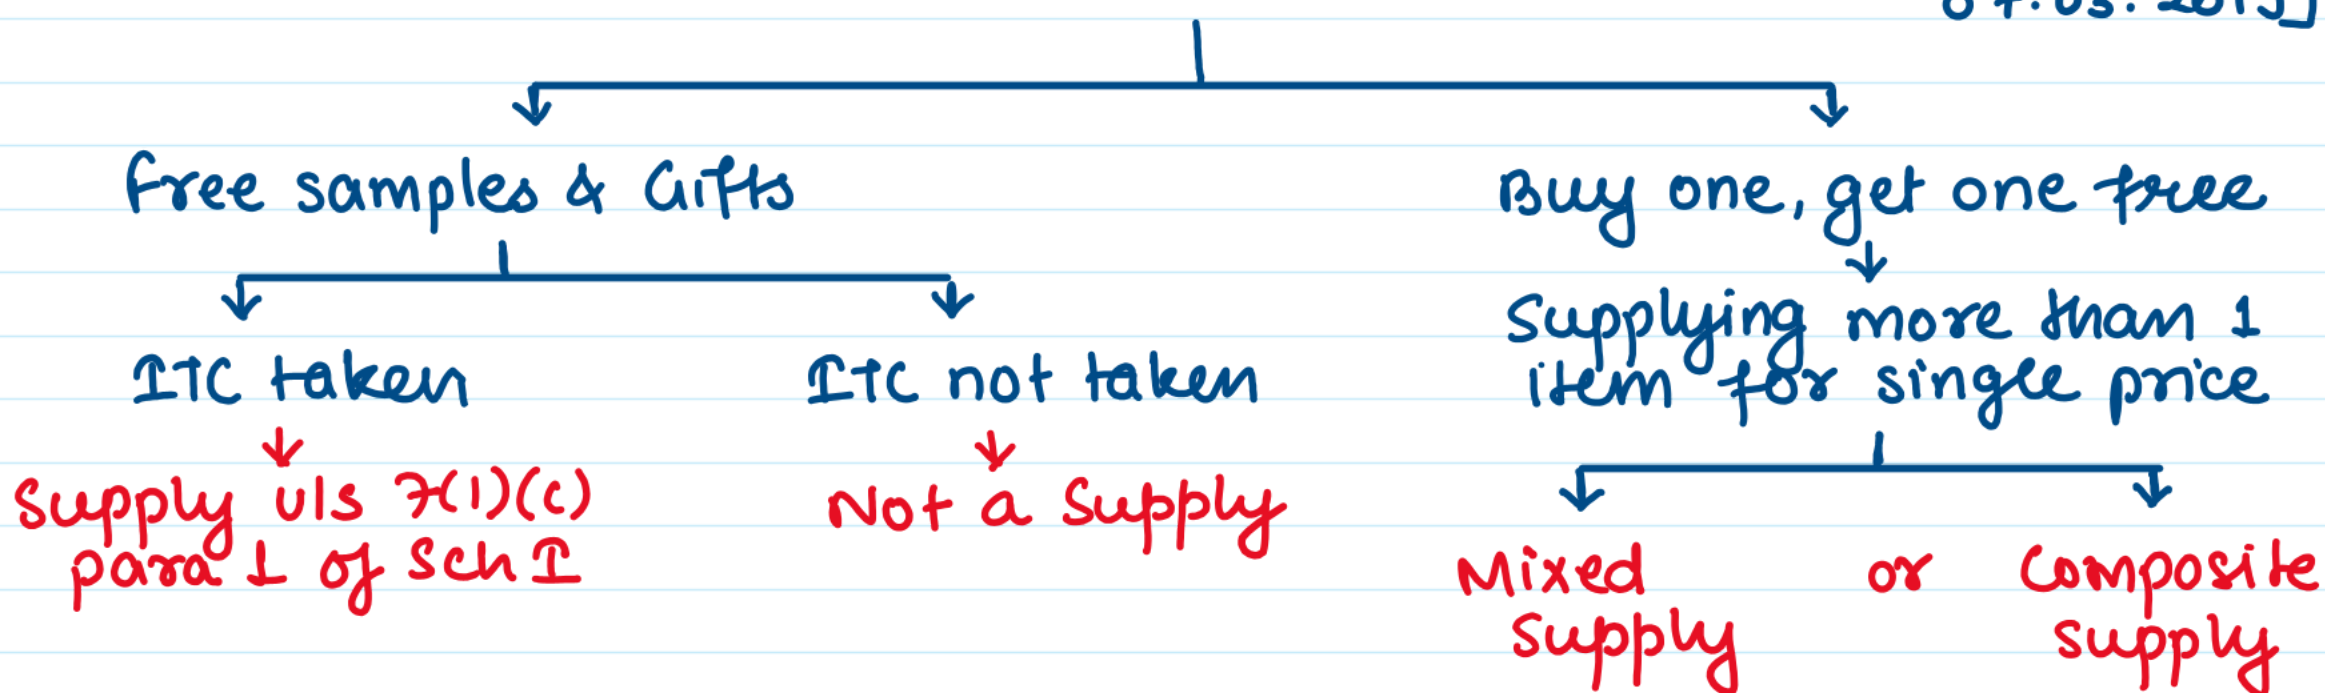 free samples & Gifts
Buy one, get one free
Supplying more than 1
item for single price
ITC taken
ITC not taken
Supply u/s 7(1)(c)
para 1 of Sch I
Not a Supply
Mixed
Supply
or
Composite
supply